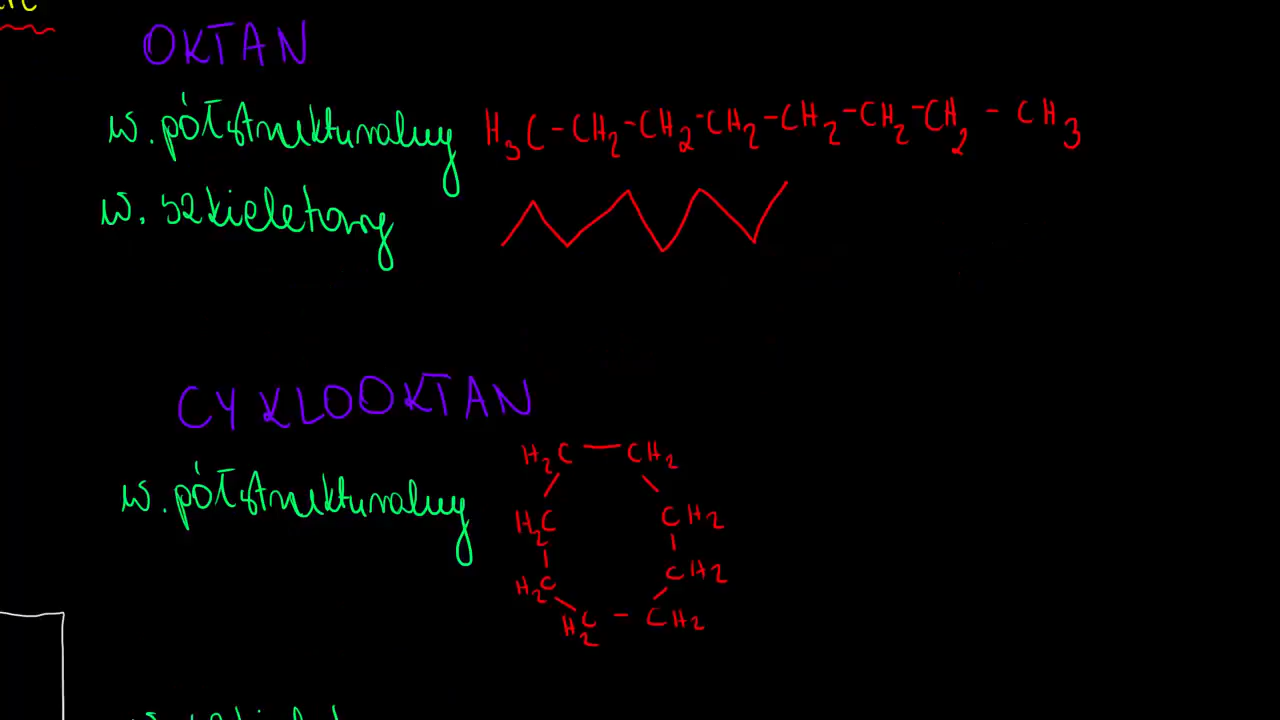 OKTAN
w. półstrukturalny H₃C-CH₂-CH₂-CH₂-CH₂-CH₂-CH₂-CH₃
w. szkieletowy
CYKLOOKTAN
w. półstrukturalny
H₂C — CH₂
H₂C CH₂
H₂C CH₂
H₂C - CH₂